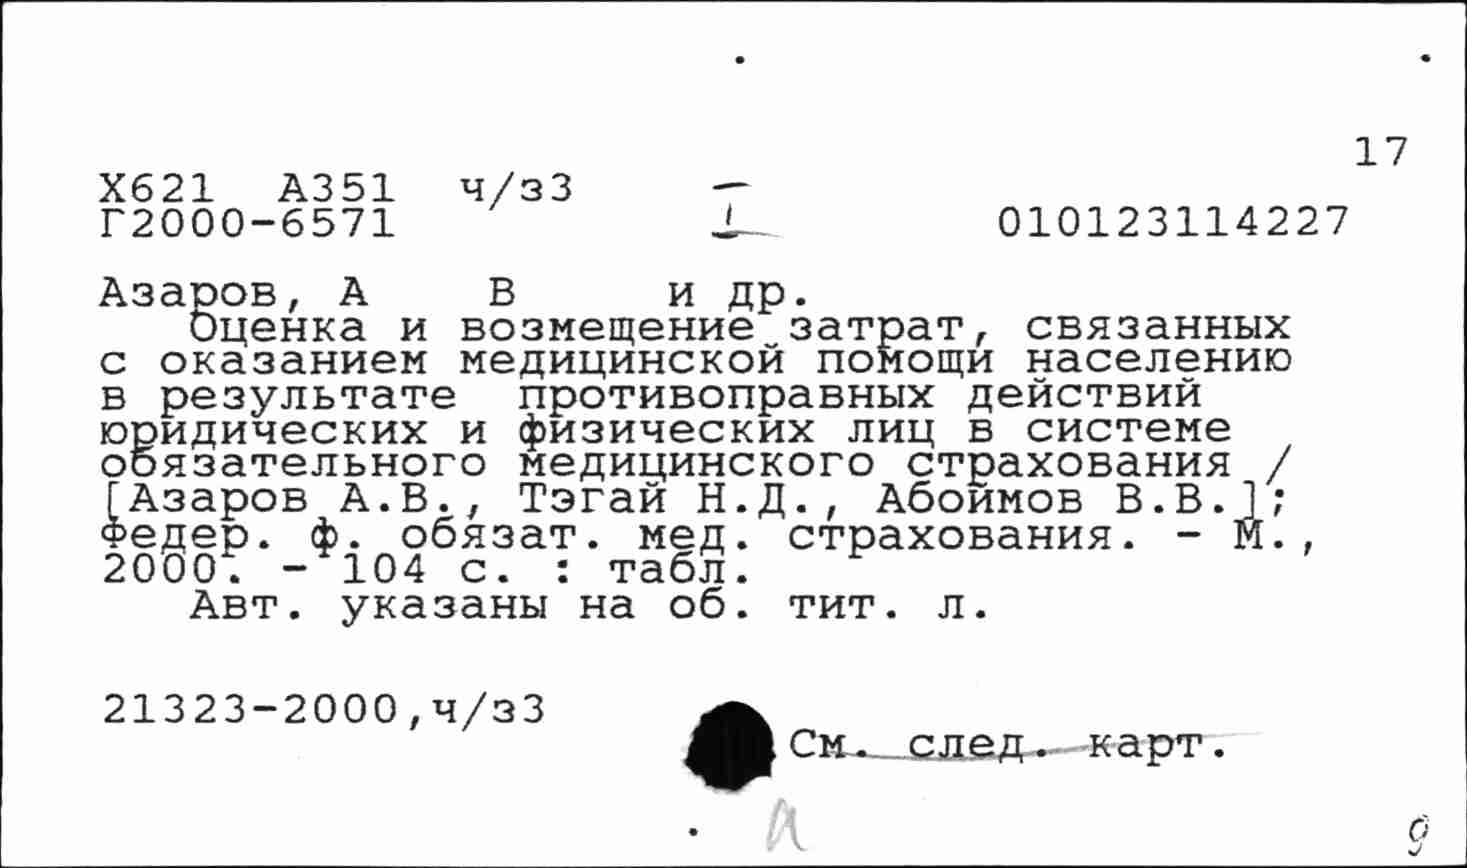 17
Х621 А351 ч/з3
Г2000-6571 I 010123114227
Азаров, А В и др.
Оценка и возмещение затрат, связанных
с оказанием медицинской помощи населению
в результате противоправных действий
юридических и физических лиц в системе
обязательного медицинского страхования /
[Азаров А.В., Тэгай Н.Д., Абоймов В.В.];
Федер. ф. обязат. мед. страхования. - М.,
2000. - 104 с. : табл.
Авт. указаны на об. тит. л.
21323-2000,ч/з3
См. след. карт.
а
9